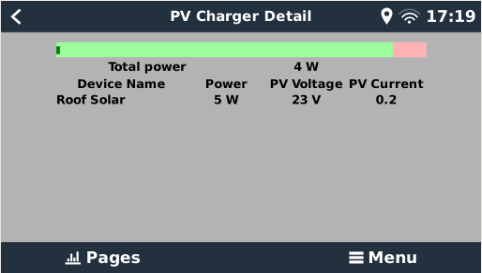 PV Charger Detail 17:19
Total power 4 W
Device Name Power PV Voltage PV Current
Roof Solar 5 W 23 V 0.2
Pages Menu